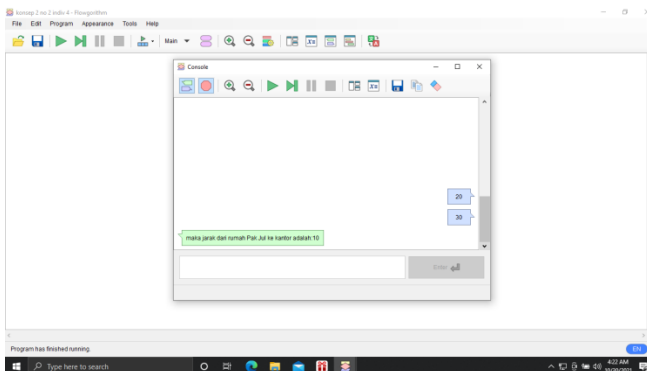 konsep 2 no 2 indiv 4 - Flowgorithm
File Edit Program Appearance Tools Help
Main
Console
20
30
maka jarak dari rumah Pak Jul ke kantor adalah:10
Enter
Program has finished running.
EN
Type here to search
4:22 AM